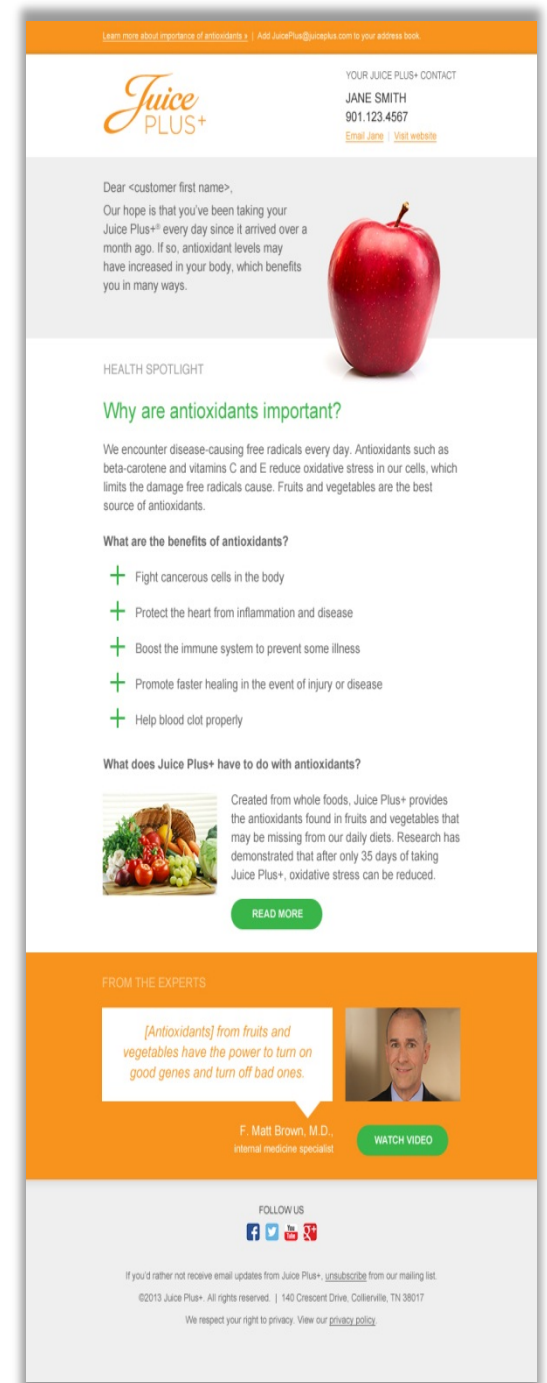 Learn more about importance of antioxidants » | Add JuicePlus@juiceplus.com to your address book.
Juice
PLUS+
YOUR JUICE PLUS+ CONTACT
JANE SMITH
901.123.4567
Email Jane | Visit website
Dear <customer first name>,
Our hope is that you've been taking your
Juice Plus+® every day since it arrived over a
month ago. If so, antioxidant levels may
have increased in your body, which benefits
you in many ways.
HEALTH SPOTLIGHT
Why are antioxidants important?
We encounter disease-causing free radicals every day. Antioxidants such as
beta-carotene and vitamins C and E reduce oxidative stress in our cells, which
limits the damage free radicals cause. Fruits and vegetables are the best
source of antioxidants.
What are the benefits of antioxidants?
Fight cancerous cells in the body
Protect the heart from inflammation and disease
Boost the immune system to prevent some illness
Promote faster healing in the event of injury or disease
Help blood clot properly
What does Juice Plus+ have to do with antioxidants?
Created from whole foods, Juice Plus+ provides
the antioxidants found in fruits and vegetables that
may be missing from our daily diets. Research has
demonstrated that after only 35 days of taking
Juice Plus+, oxidative stress can be reduced.
READ MORE
FROM THE EXPERTS
[Antioxidants] from fruits and
vegetables have the power to turn on
good genes and turn off bad ones.
F. Matt Brown, M.D.,
internal medicine specialist
WATCH VIDEO
FOLLOW US
f You Tube g+
If you'd rather not receive email updates from Juice Plus+, unsubscribe from our mailing list.
©2013 Juice Plus+. All rights reserved. | 140 Crescent Drive, Collierville, TN 38017
We respect your right to privacy. View our privacy policy.